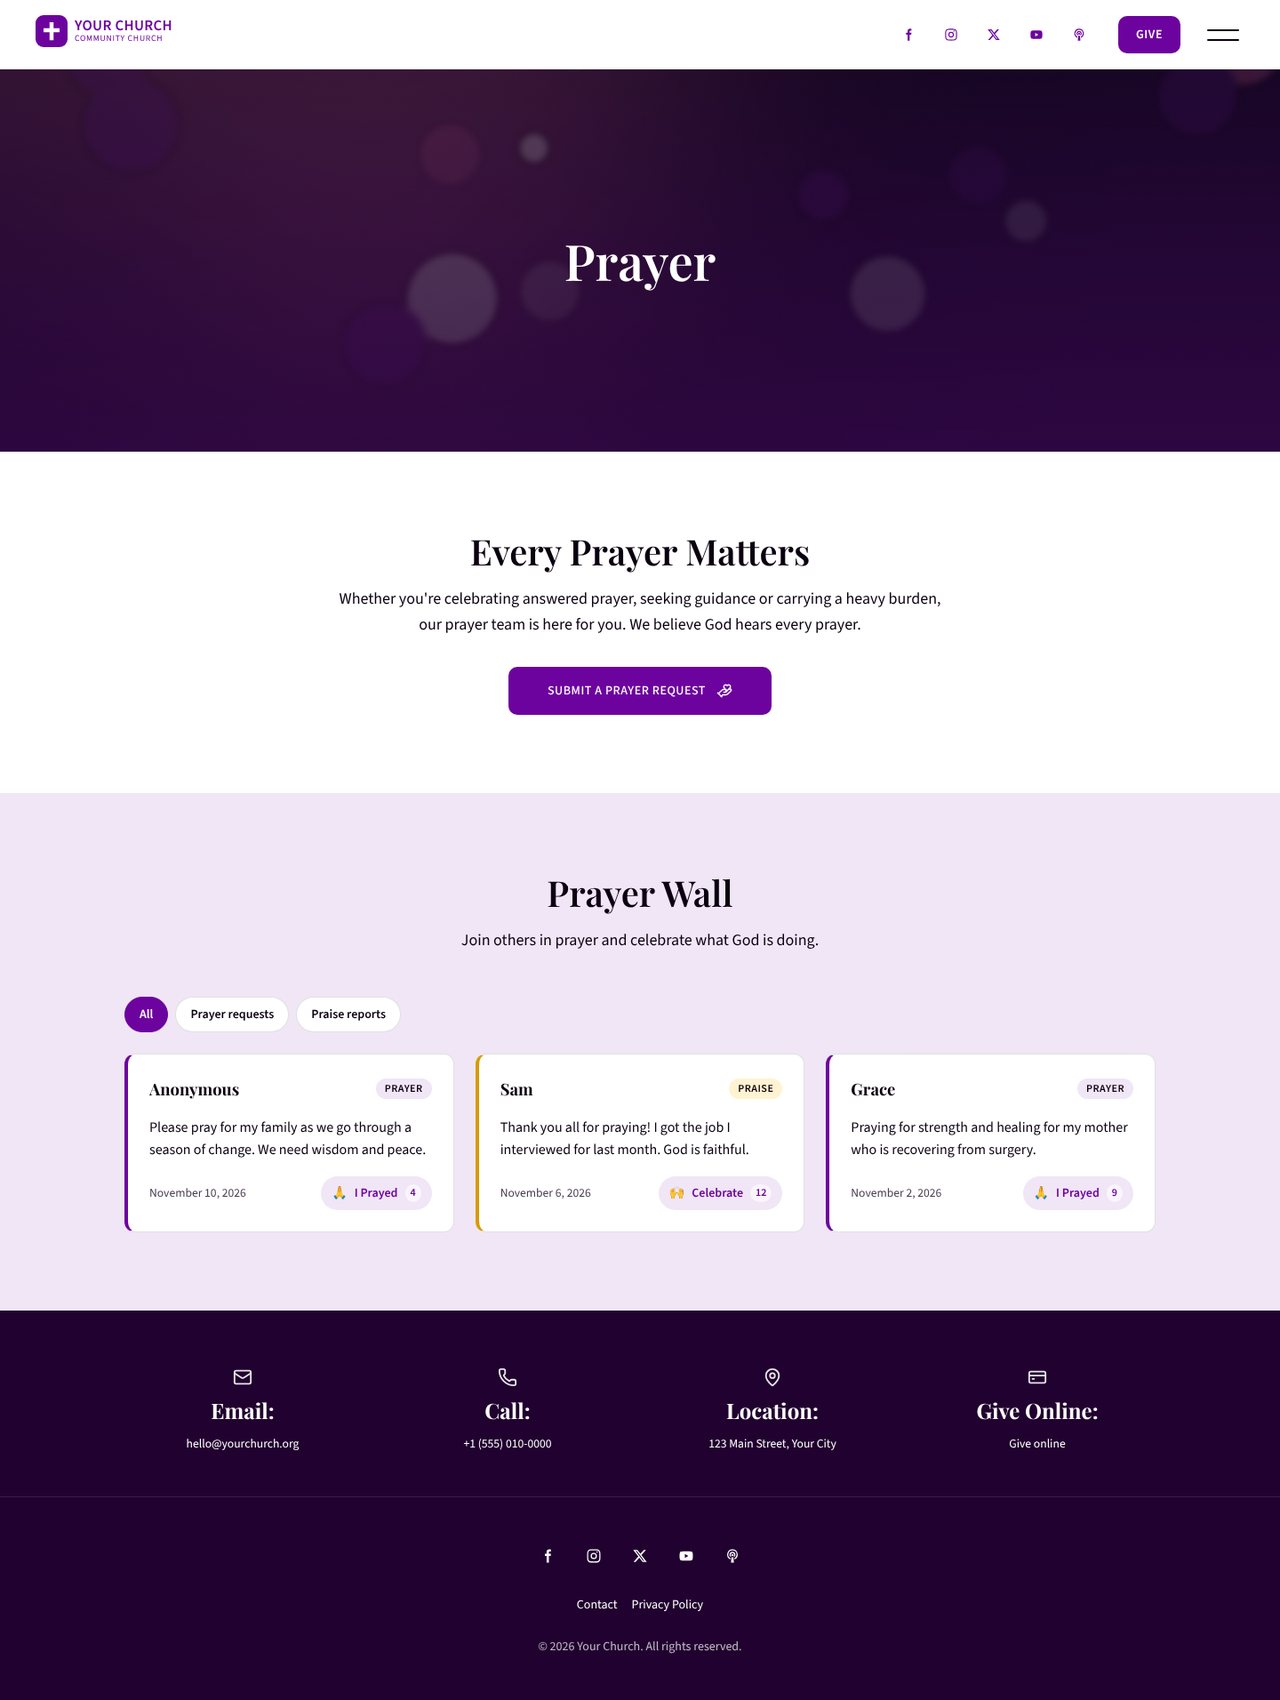 YOUR CHURCH
COMMUNITY CHURCH
GIVE
Prayer
Every Prayer Matters
Whether you're celebrating answered prayer, seeking guidance or carrying a heavy burden,
our prayer team is here for you. We believe God hears every prayer.
SUBMIT A PRAYER REQUEST
Prayer Wall
Join others in prayer and celebrate what God is doing.
All
Prayer requests
Praise reports
Anonymous
PRAYER
Please pray for my family as we go through a
season of change. We need wisdom and peace.
November 10, 2026
🙏 I Prayed 4
Sam
PRAISE
Thank you all for praying! I got the job I
interviewed for last month. God is faithful.
November 6, 2026
🙌 Celebrate 12
Grace
PRAYER
Praying for strength and healing for my mother
who is recovering from surgery.
November 2, 2026
🙏 I Prayed 9
Email:
hello@yourchurch.org
Call:
+1 (555) 010-0000
Location:
123 Main Street, Your City
Give Online:
Give online
Contact
Privacy Policy
© 2026 Your Church. All rights reserved.